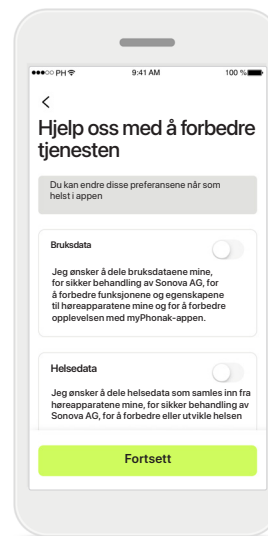 ●●●○○ PH 9:41 AM 100 %
Hjelp oss med å forbedre
tjenesten
Du kan endre disse preferansene når som
helst i appen
Bruksdata
Jeg ønsker å dele bruksdataene mine,
for sikker behandling av Sonova AG, for
å forbedre funksjonene og egenskapene
til høreapparatene mine og for å forbedre
opplevelsen med myPhonak-appen.
Helsedata
Jeg ønsker å dele helsedata som samles inn fra
høreapparatene mine, for sikker behandling av
Sonova AG, for å forbedre eller utvikle helsen
Fortsett